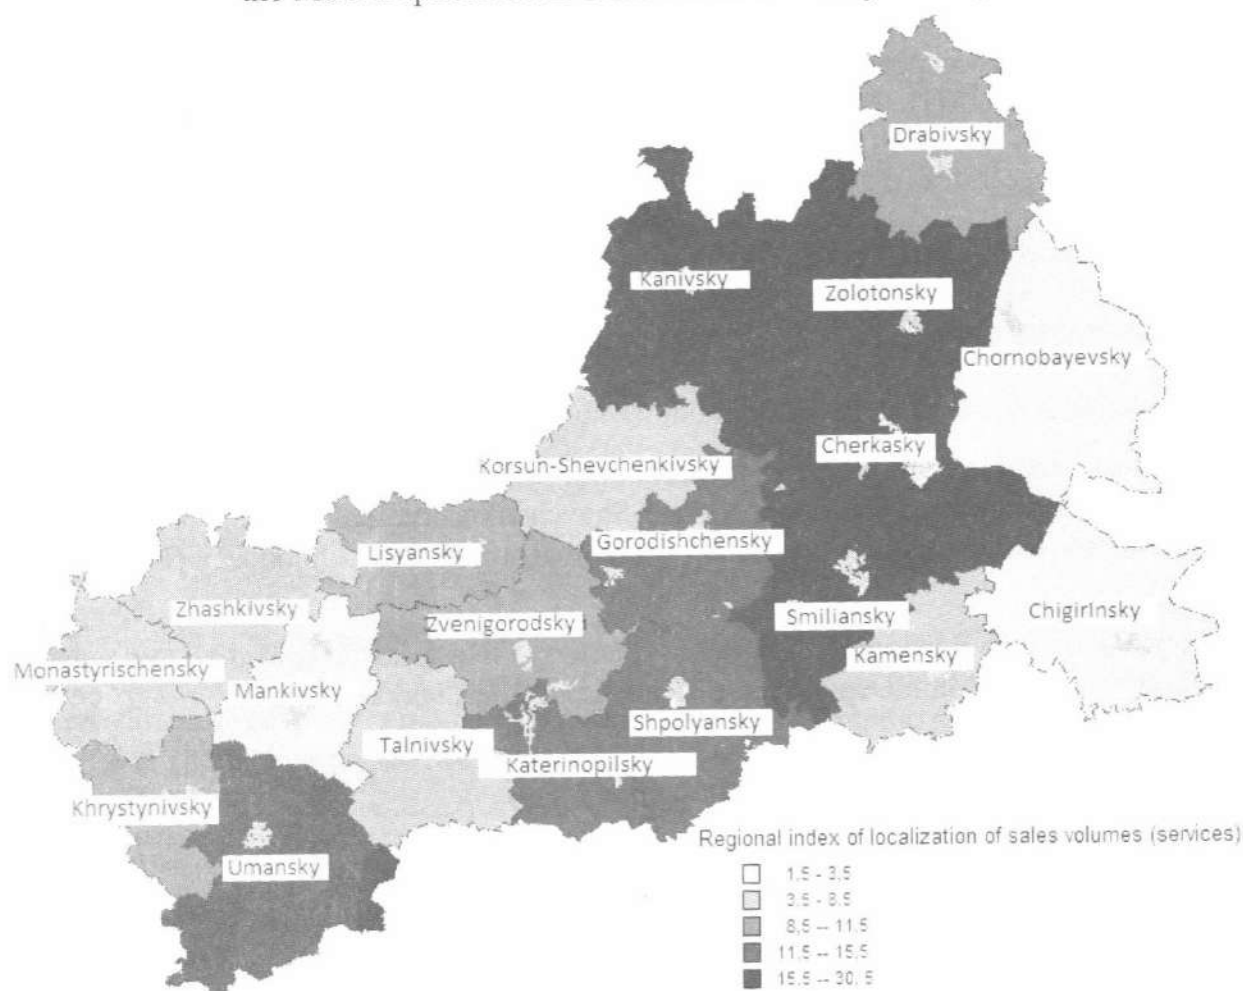 Drabivsky
Kanivsky
Zolotonsky
Chornobayevsky
Cherkasky
Korsun-Shevchenkivsky
Gorodishchensky
Lisyansky
Zhashkivsky
Zvenigorodsky
Smiliansky
Chigirinsky
Monastyrischensky
Mankivsky
Kamensky
Shpolyansky
Talnivsky
Katerinopilsky
Khrystynivsky
Umansky
Regional index of localization of sales volumes (services)
1,5 - 3,5
3,5 - 8,5
8,5 – 11,5
11,5 – 15,5
15,5 – 30, 5